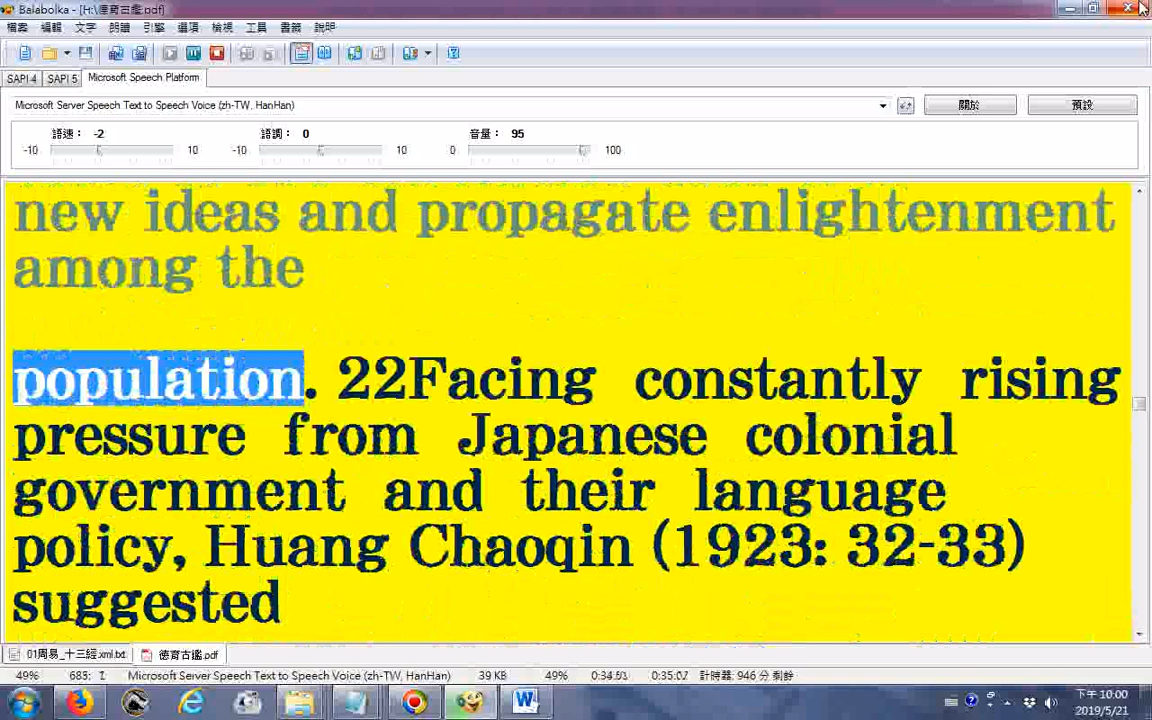 Balabolka - [H:\德育古鑑.pdf]
檔案 編輯 文字 朗讀 引擎 選項 檢視 工具 書籤 說明
SAPI 4 SAPI 5 Microsoft Speech Platform
Microsoft Server Speech Text to Speech Voice (zh-TW, HanHan) 關於 預設
語速： -2 語調： 0 音量： 95
-10 10 -10 10 0 100
new ideas and propagate enlightenment
among the
population. 22Facing constantly rising
pressure from Japanese colonial
government and their language
policy, Huang Chaoqin (1923: 32-33)
suggested
01周易_十三經.xml.txt 德育古鑑.pdf
49% 683: 1 Microsoft Server Speech Text to Speech Voice (zh-TW, HanHan) 39 KB 49% 計時器: 946 分 剩餘
下午 10:00
2019/5/21